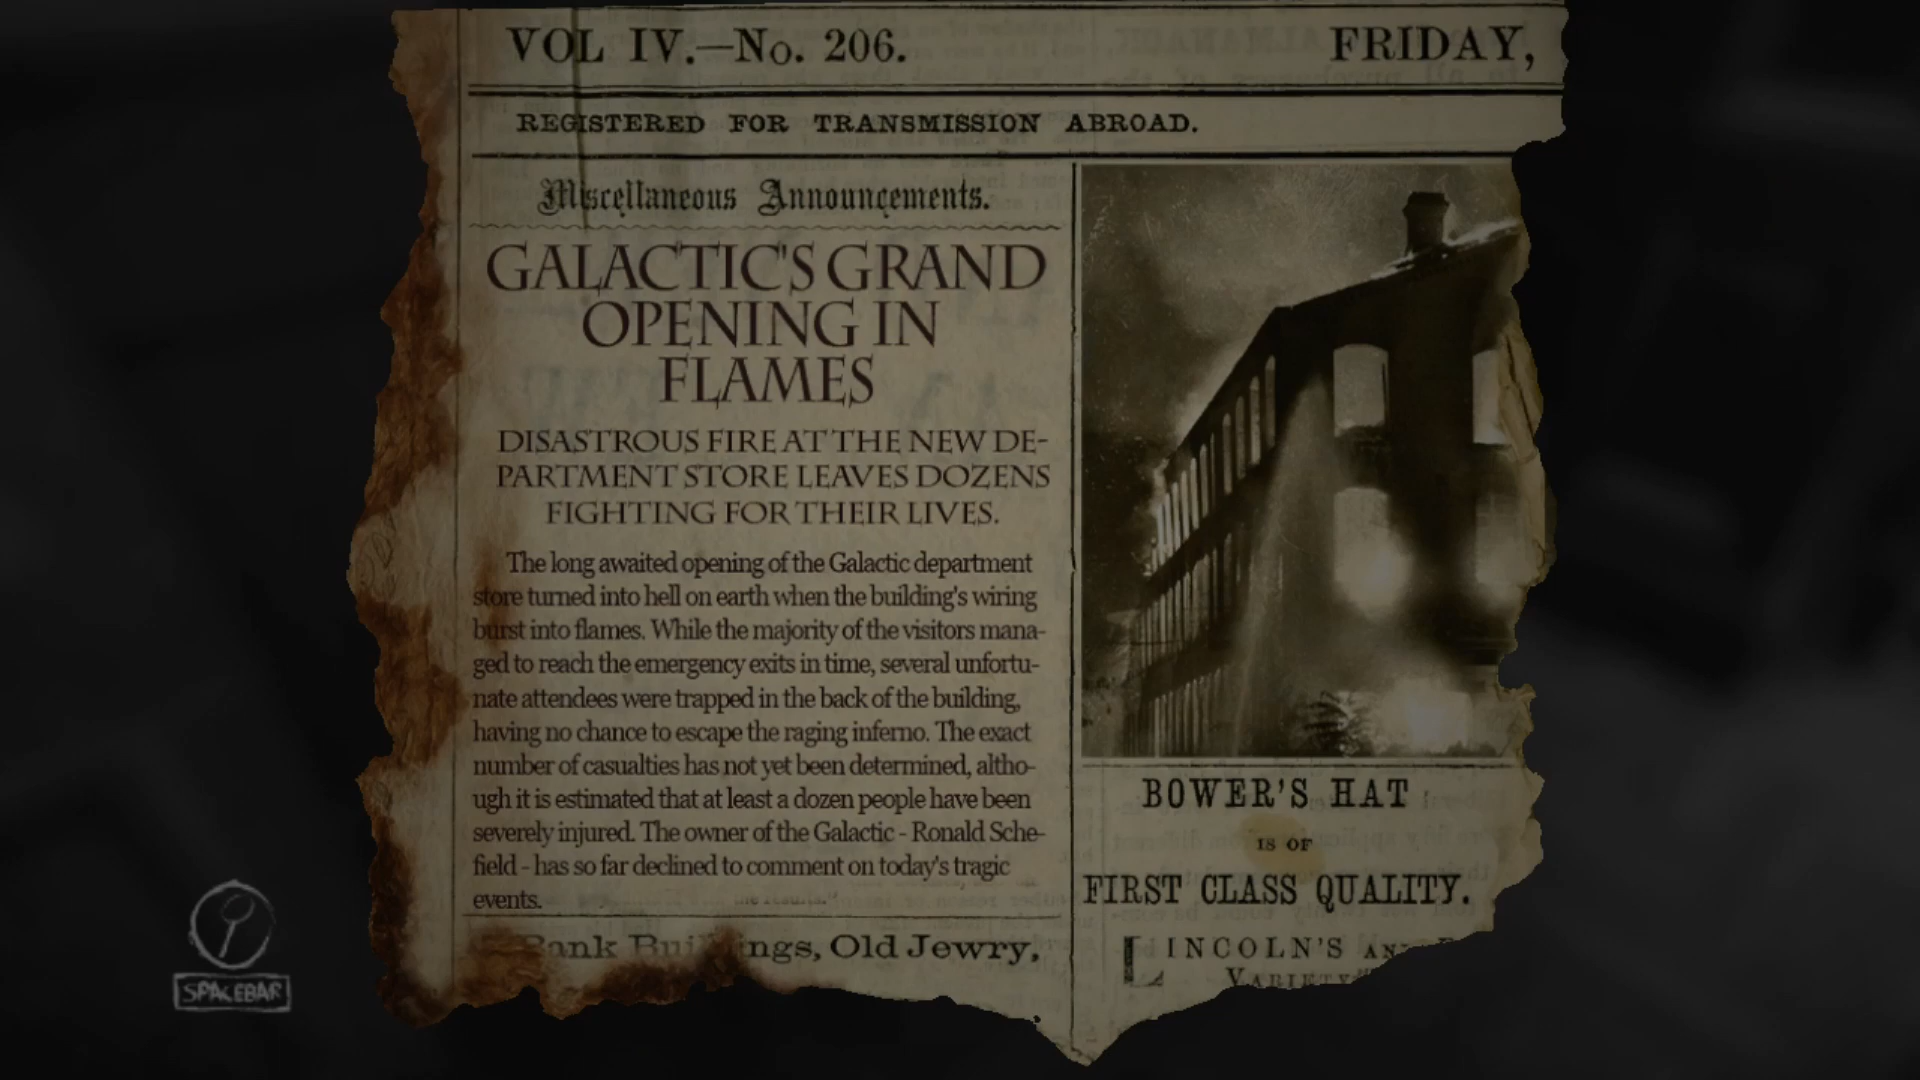 VOL IV.—No. 206.
FRIDAY,
REGISTERED FOR TRANSMISSION ABROAD.
Miscellaneous Announcements.
GALACTIC'S GRAND
OPENING IN
FLAMES
DISASTROUS FIRE AT THE NEW DE-
PARTMENT STORE LEAVES DOZENS
FIGHTING FOR THEIR LIVES.
The long awaited opening of the Galactic department
store turned into hell on earth when the building's wiring
burst into flames. While the majority of the visitors mana-
ged to reach the emergency exits in time, several unfortu-
nate attendees were trapped in the back of the building,
having no chance to escape the raging inferno. The exact
number of casualties has not yet been determined, altho-
ugh it is estimated that at least a dozen people have been
severely injured. The owner of the Galactic - Ronald Sche-
field - has so far declined to comment on today's tragic
events.
Old Jewry,
BOWER'S HAT
IS OF
FIRST CLASS QUALITY.
LINCOLN'S
VARIETY
SPACEBAR